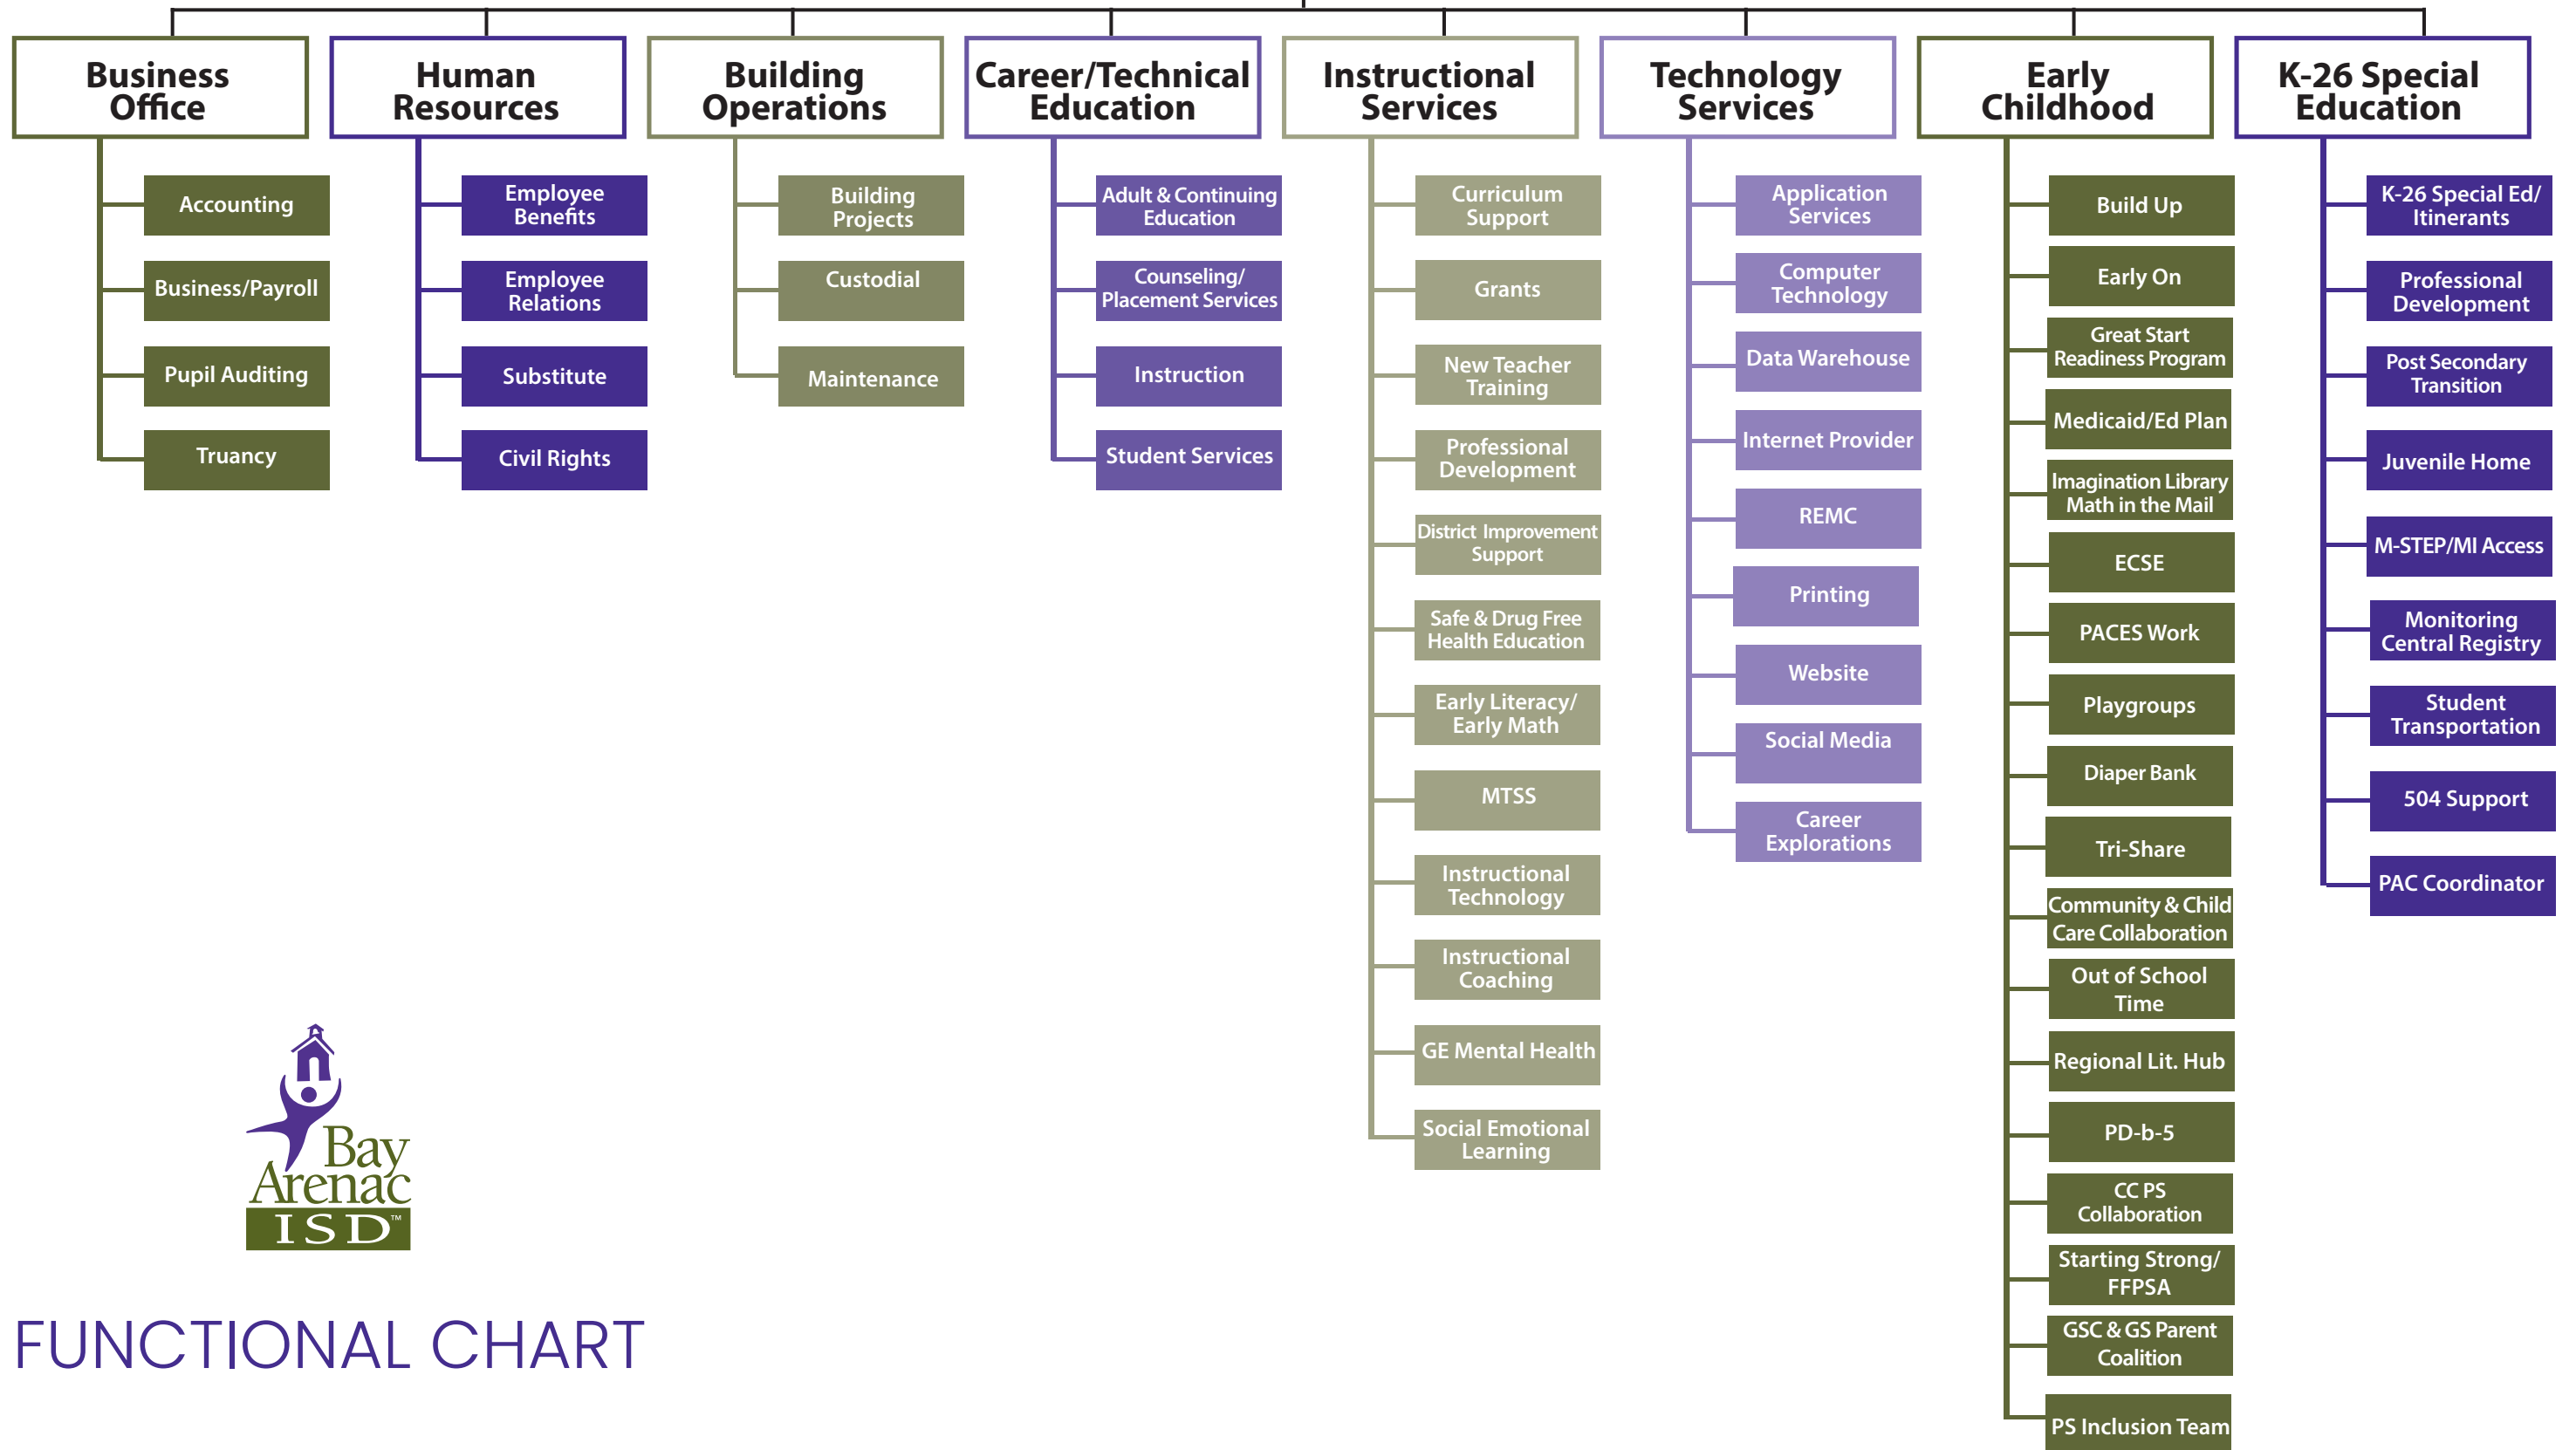 Business
Office
Accounting
Business/Payroll
Pupil Auditing
Truancy
Human
Resources
Employee
Benefits
Employee
Relations
Substitute
Civil Rights
Building
Operations
Building
Projects
Custodial
Maintenance
Career/Technical
Education
Adult & Continuing
Education
Counseling/
Placement Services
Instruction
Student Services
Instructional
Services
Curriculum
Support
Grants
New Teacher
Training
Professional
Development
District Improvement
Support
Safe & Drug Free
Health Education
Early Literacy/
Early Math
MTSS
Instructional
Technology
Instructional
Coaching
GE Mental Health
Social Emotional
Learning
Technology
Services
Application
Services
Computer
Technology
Data Warehouse
Internet Provider
REMC
Printing
Website
Social Media
Career
Explorations
Early
Childhood
Build Up
Early On
Great Start
Readiness Program
Medicaid/Ed Plan
Imagination Library
Math in the Mail
ECSE
PACES Work
Playgroups
Diaper Bank
Tri-Share
Community & Child
Care Collaboration
Out of School
Time
Regional Lit. Hub
PD-b-5
CC PS
Collaboration
Starting Strong/
FFPSA
GSC & GS Parent
Coalition
PS Inclusion Team
K-26 Special
Education
K-26 Special Ed/
Itinerants
Professional
Development
Post Secondary
Transition
Juvenile Home
M-STEP/MI Access
Monitoring
Central Registry
Student
Transportation
504 Support
PAC Coordinator
Bay
Arenac
ISD™
FUNCTIONAL CHART